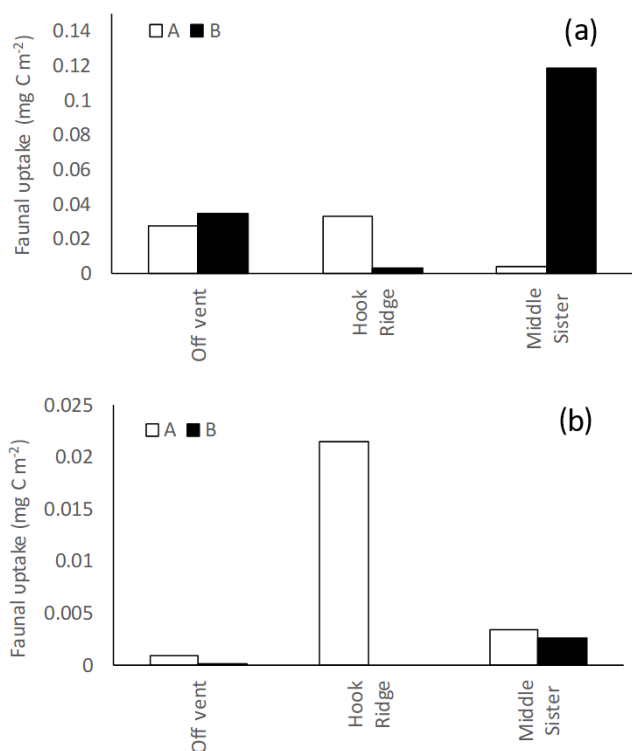 (a)
A B
Faunal uptake (mg C m-2)
0.14
0.12
0.1
0.08
0.06
0.04
0.02
0
Off vent
Hook
Ridge
Middle
Sister
(b)
A B
Faunal uptake (mg C m-2)
0.025
0.02
0.015
0.01
0.005
0
Off vent
Hook
Ridge
Middle
Sister